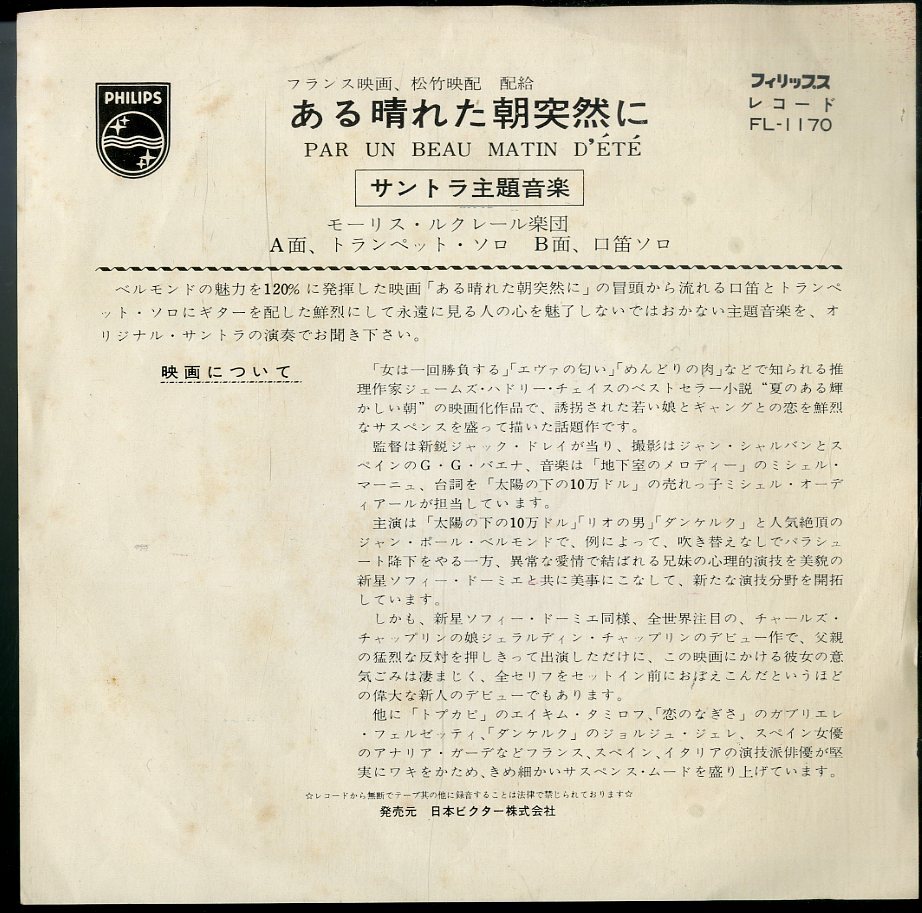 PHILIPS
フランス映画、松竹映配　配給
ある晴れた朝突然に
PAR UN BEAU MATIN D'ÉTÉ
フィリップス
レコード
FL-1170
サントラ主題音楽
モーリス・ルクレール楽団
A面、トランペット・ソロ　B面、口笛ソロ
ベルモンドの魅力を120% に発揮した映画「ある晴れた朝突然に」の冒頭から流れる口笛とトランペ
ット・ソロにギターを配した鮮烈にして永遠に見る人の心を魅了しないではおかない主題音楽を、オ
リジナル・サントラの演奏でお聞き下さい。
映画について
「女は一回勝負する」「エヴァの匂い」「めんどりの肉」などで知られる推
理作家ジェームズ・ハドリー・チェイスのベストセラー小説“夏のある輝
かしい朝”の映画化作品で、誘拐された若い娘とギャングとの恋を鮮烈
なサスペンスを盛って描いた話題作です。
監督は新鋭ジャック・ドレイが当り、撮影はジャン・シャルバンとス
ペインのG・G・バエナ、音楽は「地下室のメロディー」のミシェル・
マーニュ、台詞を「太陽の下の10万ドル」の売れっ子ミシェル・オーデ
ィアールが担当しています。
主演は「太陽の下の10万ドル」「リオの男」「ダンケルク」と人気絶頂の
ジャン・ポール・ベルモンドで、例によって、吹き替えなしでパラシュ
ート降下をやる一方、異常な愛情で結ばれる兄妹の心理的演技を美貌の
新星ソフィー・ドーミエと共に美事にこなして、新たな演技分野を開拓
しています。
しかも、新星ソフィー・ドーミエ同様、全世界注目の、チャールズ・
チャップリンの娘ジェラルディン・チャップリンのデビュー作で、父親
の猛烈な反対を押しきって出演しただけに、この映画にかける彼女の意
気ごみは凄まじく、全セリフをセットイン前におぼえこんだというほど
の偉大な新人のデビューでもあります。
他に「トプカピ」のエイキム・タミロフ、「恋のなぎさ」のガブリエレ
・フェルゼッティ、「ダンケルク」のジョルジュ・ジェレ、スペイン女優
のアナリア・ガーデなどフランス、スペイン、イタリアの演技派俳優が堅
実にワキをかため、きめ細かいサスペンス・ムードを盛り上げています。
☆レコードから無断でテープ其の他に録音することは法律で禁じられております☆
発売元　日本ビクター株式会社